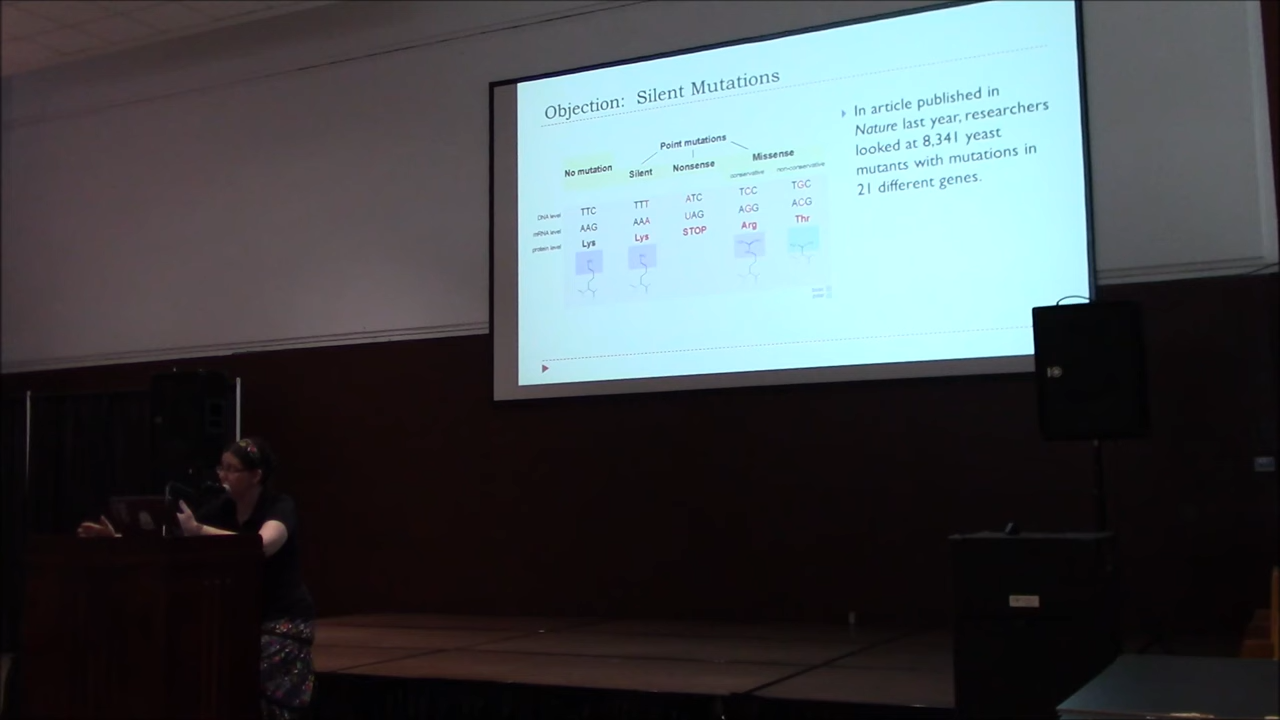 Objection: Silent Mutations
Point mutations
No mutation
Silent
Nonsense
Missense
conservative
non-conservative
DNA level
TTC
TTT
ATC
TCC
TGC
mRNA level
AAG
AAA
UAG
AGG
ACG
protein level
Lys
Lys
STOP
Arg
Thr
In article published in
Nature last year, researchers
looked at 8,341 yeast
mutants with mutations in
21 different genes.